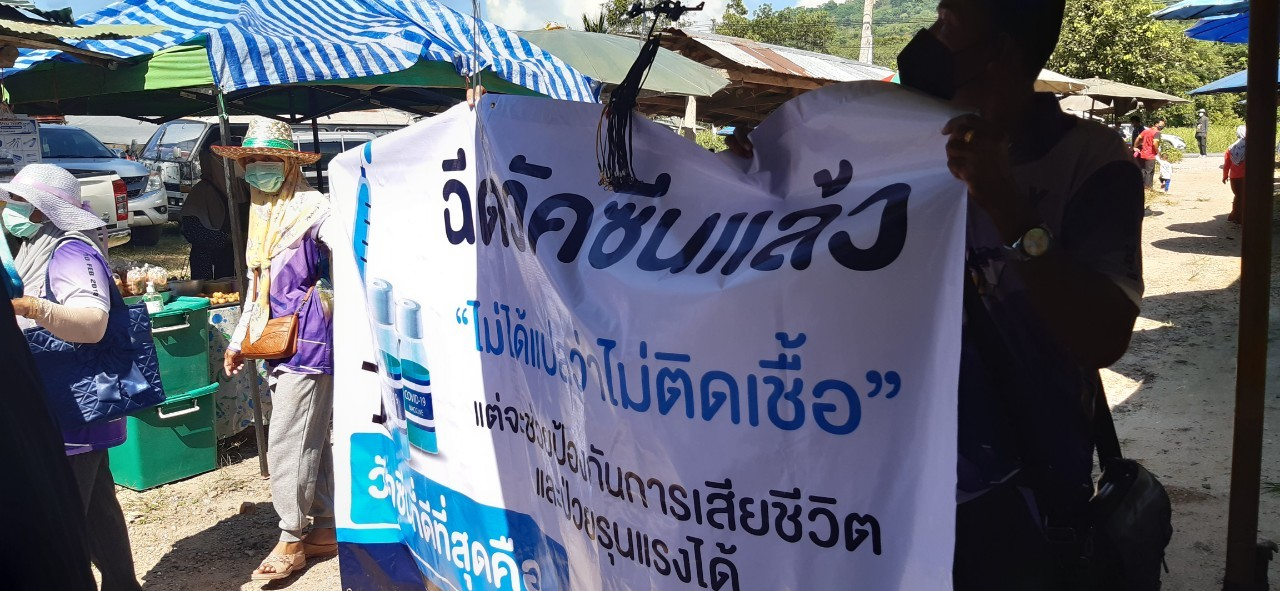 ฉีดวัคซีนแล้ว
“ไม่ได้แปลว่าไม่ติดเชื้อ”
แต่จะช่วยป้องกันการเสียชีวิต
และป่วยรุนแรงได้
COVID-19
VACCINE
วัคซีนที่ดีที่สุดคือ